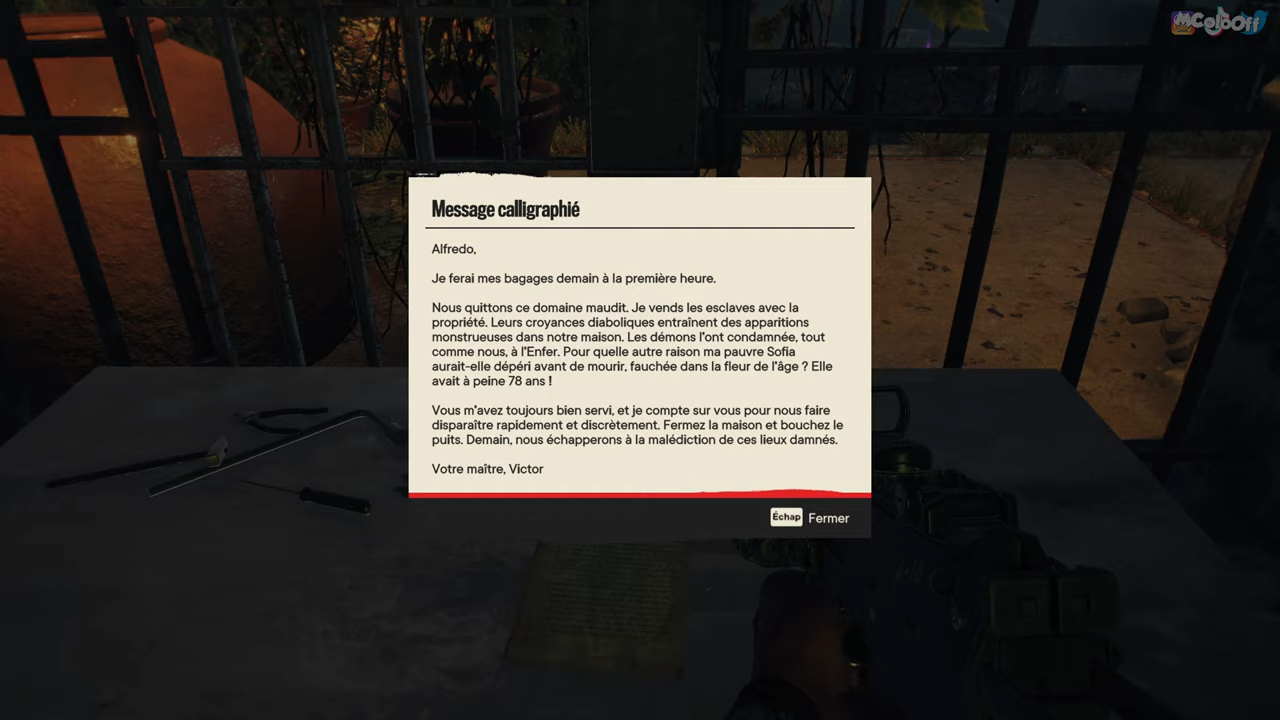 MCelooOff
Message calligraphié
Alfredo,
Je ferai mes bagages demain à la première heure.
Nous quittons ce domaine maudit. Je vends les esclaves avec la
propriété. Leurs croyances diaboliques entraînent des apparitions
monstrueuses dans notre maison. Les démons l'ont condamnée, tout
comme nous, à l'Enfer. Pour quelle autre raison ma pauvre Sofia
aurait-elle dépéri avant de mourir, fauchée dans la fleur de l'âge ? Elle
avait à peine 78 ans !
Vous m'avez toujours bien servi, et je compte sur vous pour nous faire
disparaître rapidement et discrètement. Fermez la maison et bouchez le
puits. Demain, nous échapperons à la malédiction de ces lieux damnés.
Votre maître, Victor
Échap Fermer